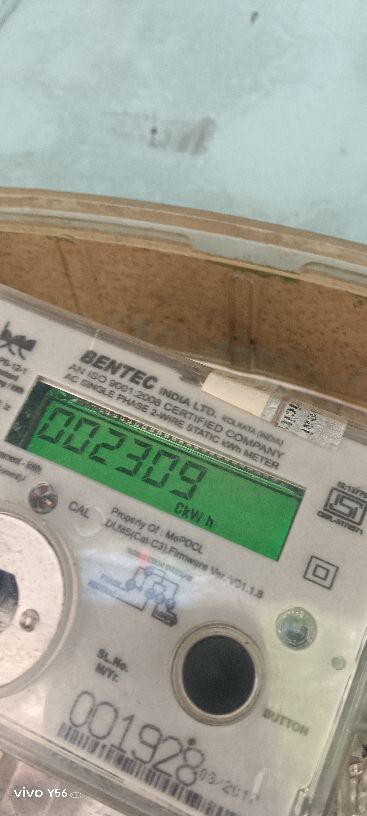 BENTEC INDIA LTD. KOLKATA (INDIA)
AN ISO 9001:2008 CERTIFIED COMPANY
AC SINGLE PHASE 2-WIRE STATIC kWh METER
002309
CkWh
CAL
Property Of : MePDCL
DLMS(Cat-C3),Firmware Ver.-V01.1.8
SL.No.
M/Yr.
BUTTON
001928
vivo Y56